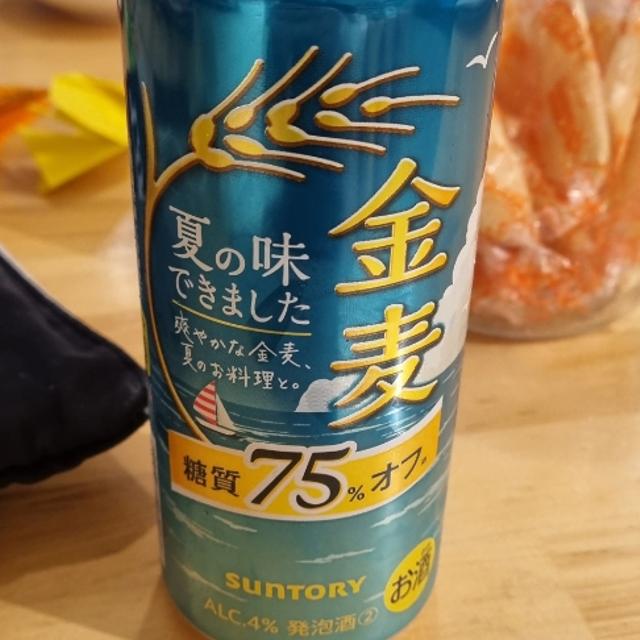 金麦
夏の味
できました
爽やかな金麦、
夏のお料理と。
糖質75%オフ。
SUNTORY
お酒
ALC.4% 発泡酒②